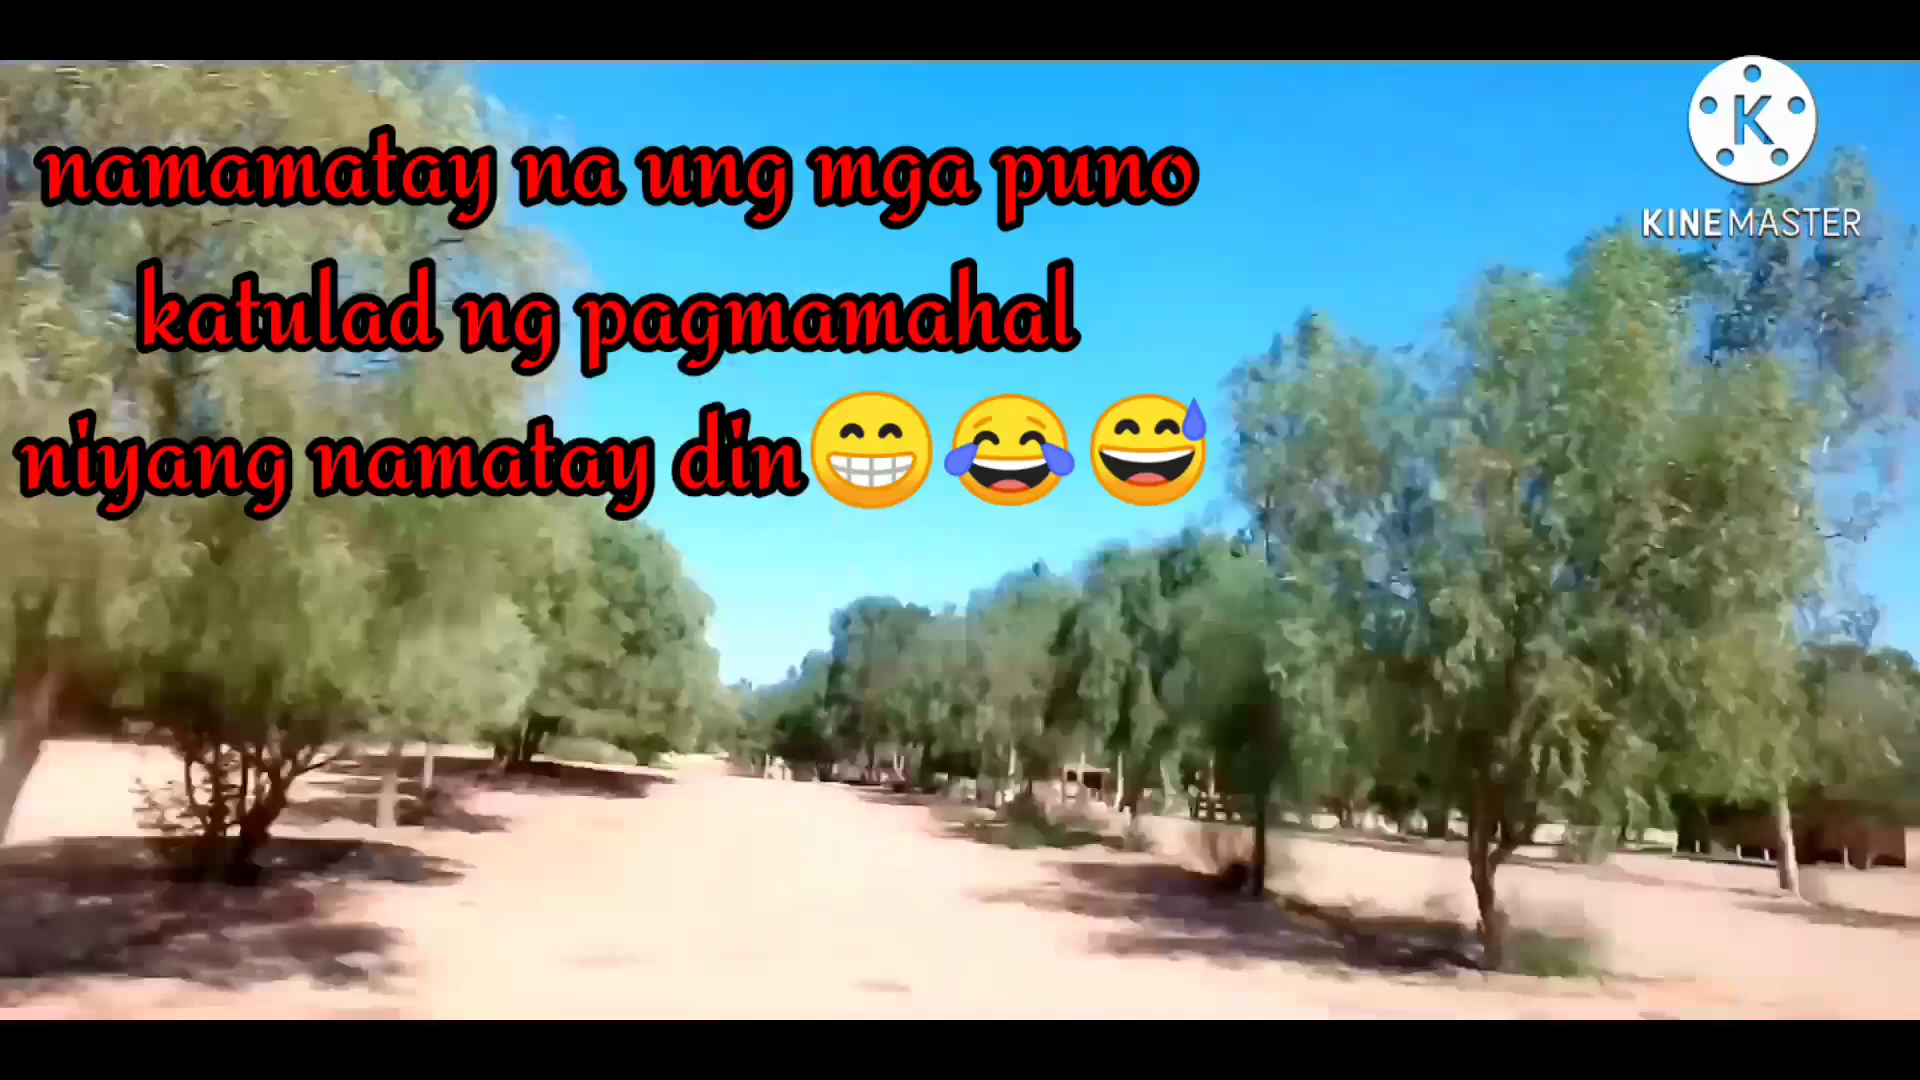 namamatay na ung mga puno
katulad ng pagmamahal
niyang namatay din😁😂😅
K
KINEMASTER